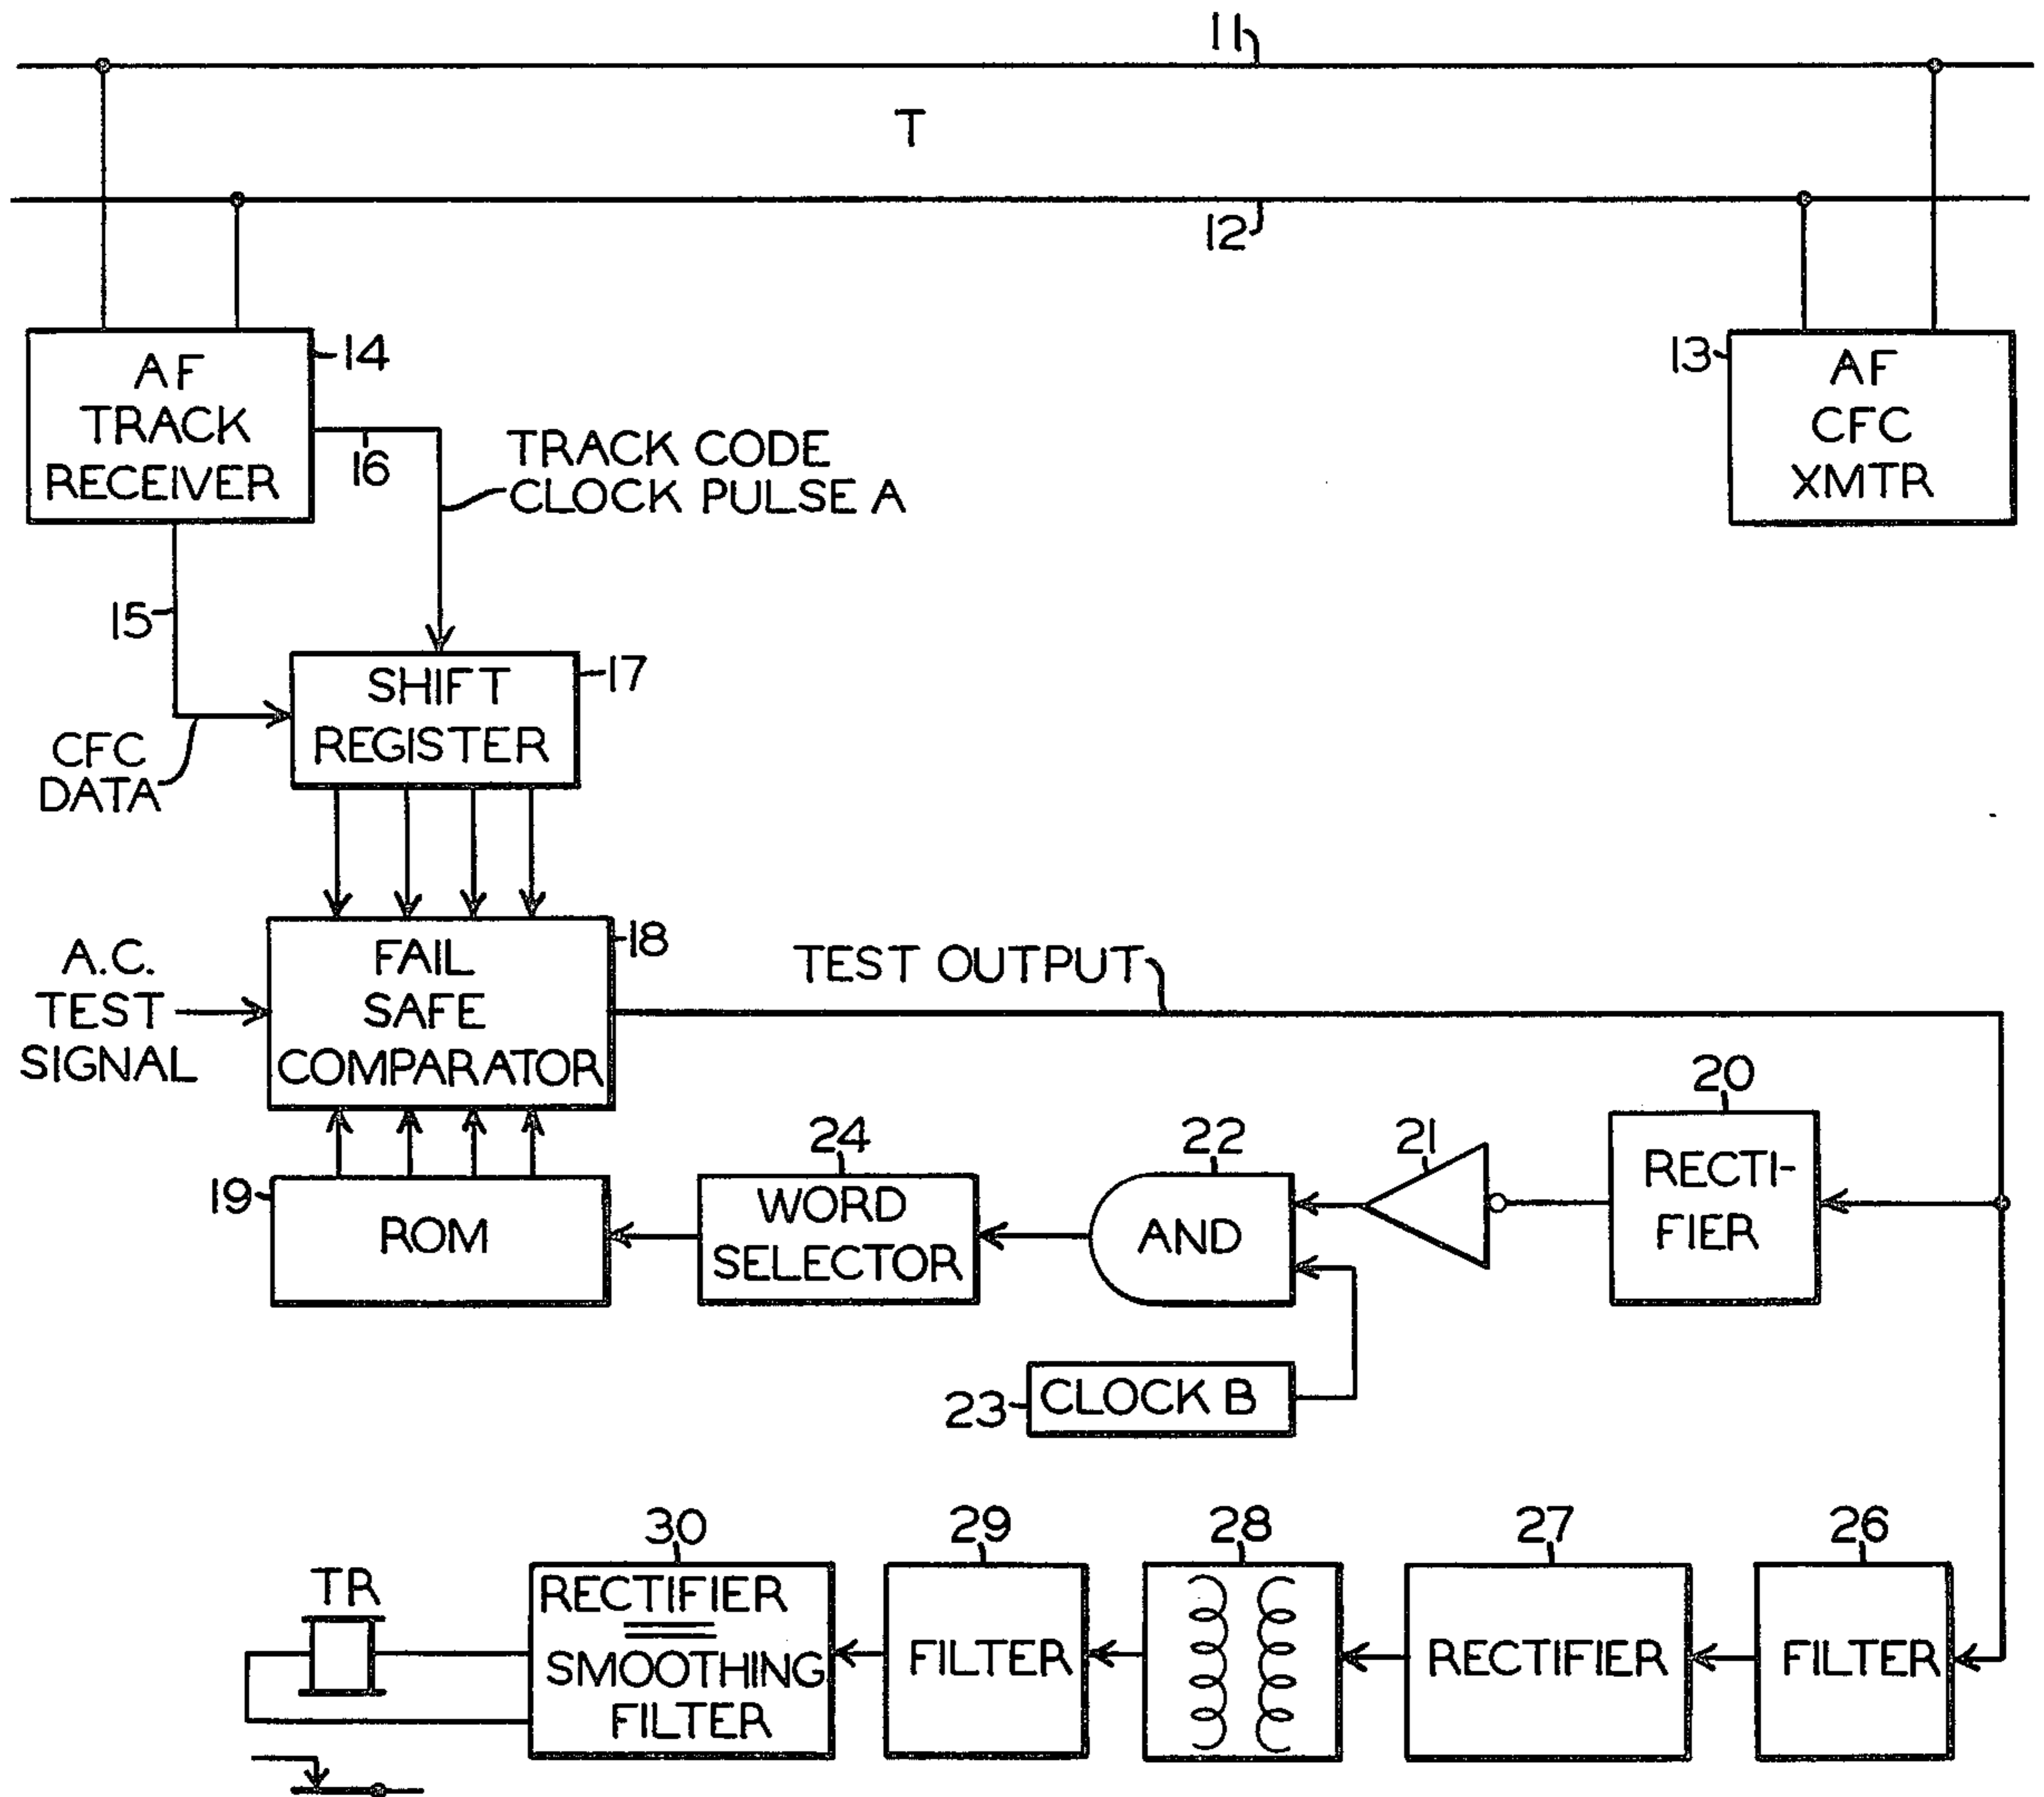 11
T
12
14
AF
TRACK
RECEIVER
16
TRACK CODE
CLOCK PULSE A
13
AF
CFC
XMTR
15
SHIFT
REGISTER
17
CFC
DATA
A.C.
TEST
SIGNAL
FAIL
SAFE
COMPARATOR
18
TEST OUTPUT
19
ROM
24
WORD
SELECTOR
22
AND
21
20
RECTI-
FIER
23
CLOCK B
TR
30
RECTIFIER
SMOOTHING
FILTER
29
FILTER
28
27
RECTIFIER
26
FILTER